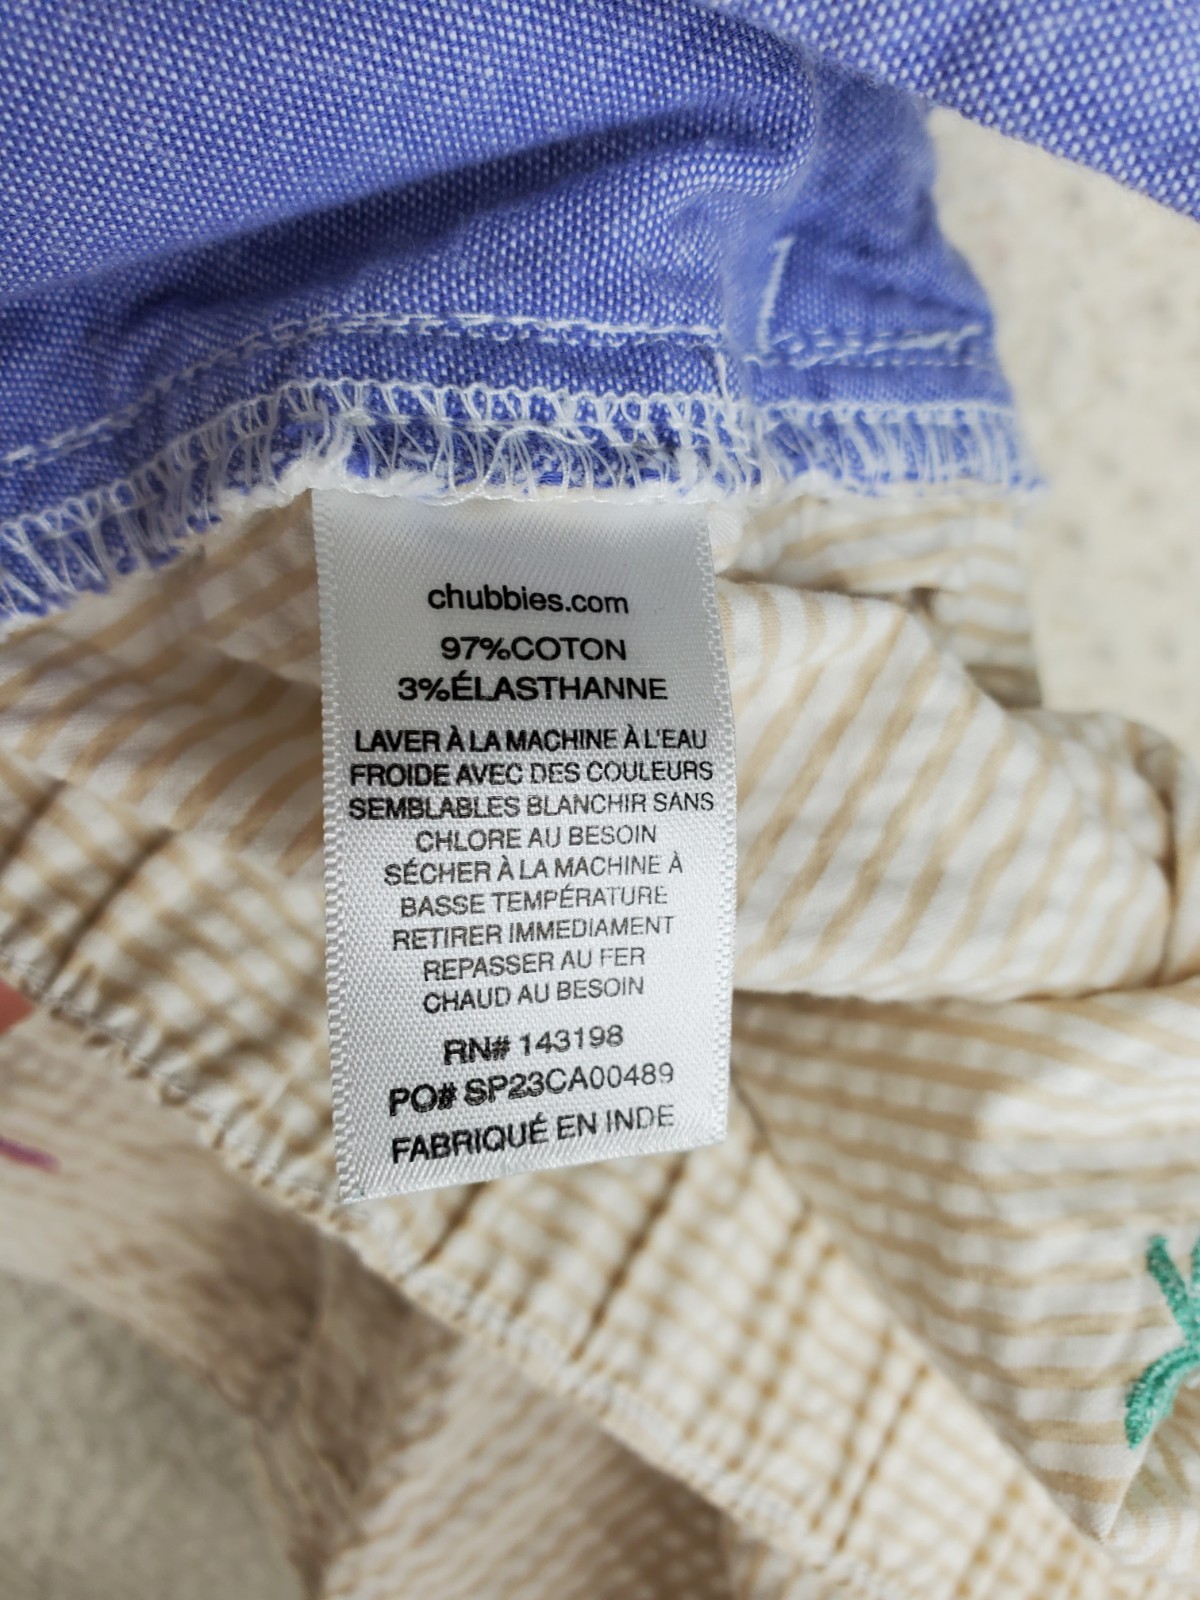 chubbies.com
97%COTON
3%ÉLASTHANNE
LAVER À LA MACHINE À L'EAU
FROIDE AVEC DES COULEURS
SEMBLABLES BLANCHIR SANS
CHLORE AU BESOIN
SÉCHER À LA MACHINE À
BASSE TEMPÉRATURE
RETIRER IMMEDIAMENT
REPASSER AU FER
CHAUD AU BESOIN
RN# 143198
PO# SP23CA00489
FABRIQUÉ EN INDE